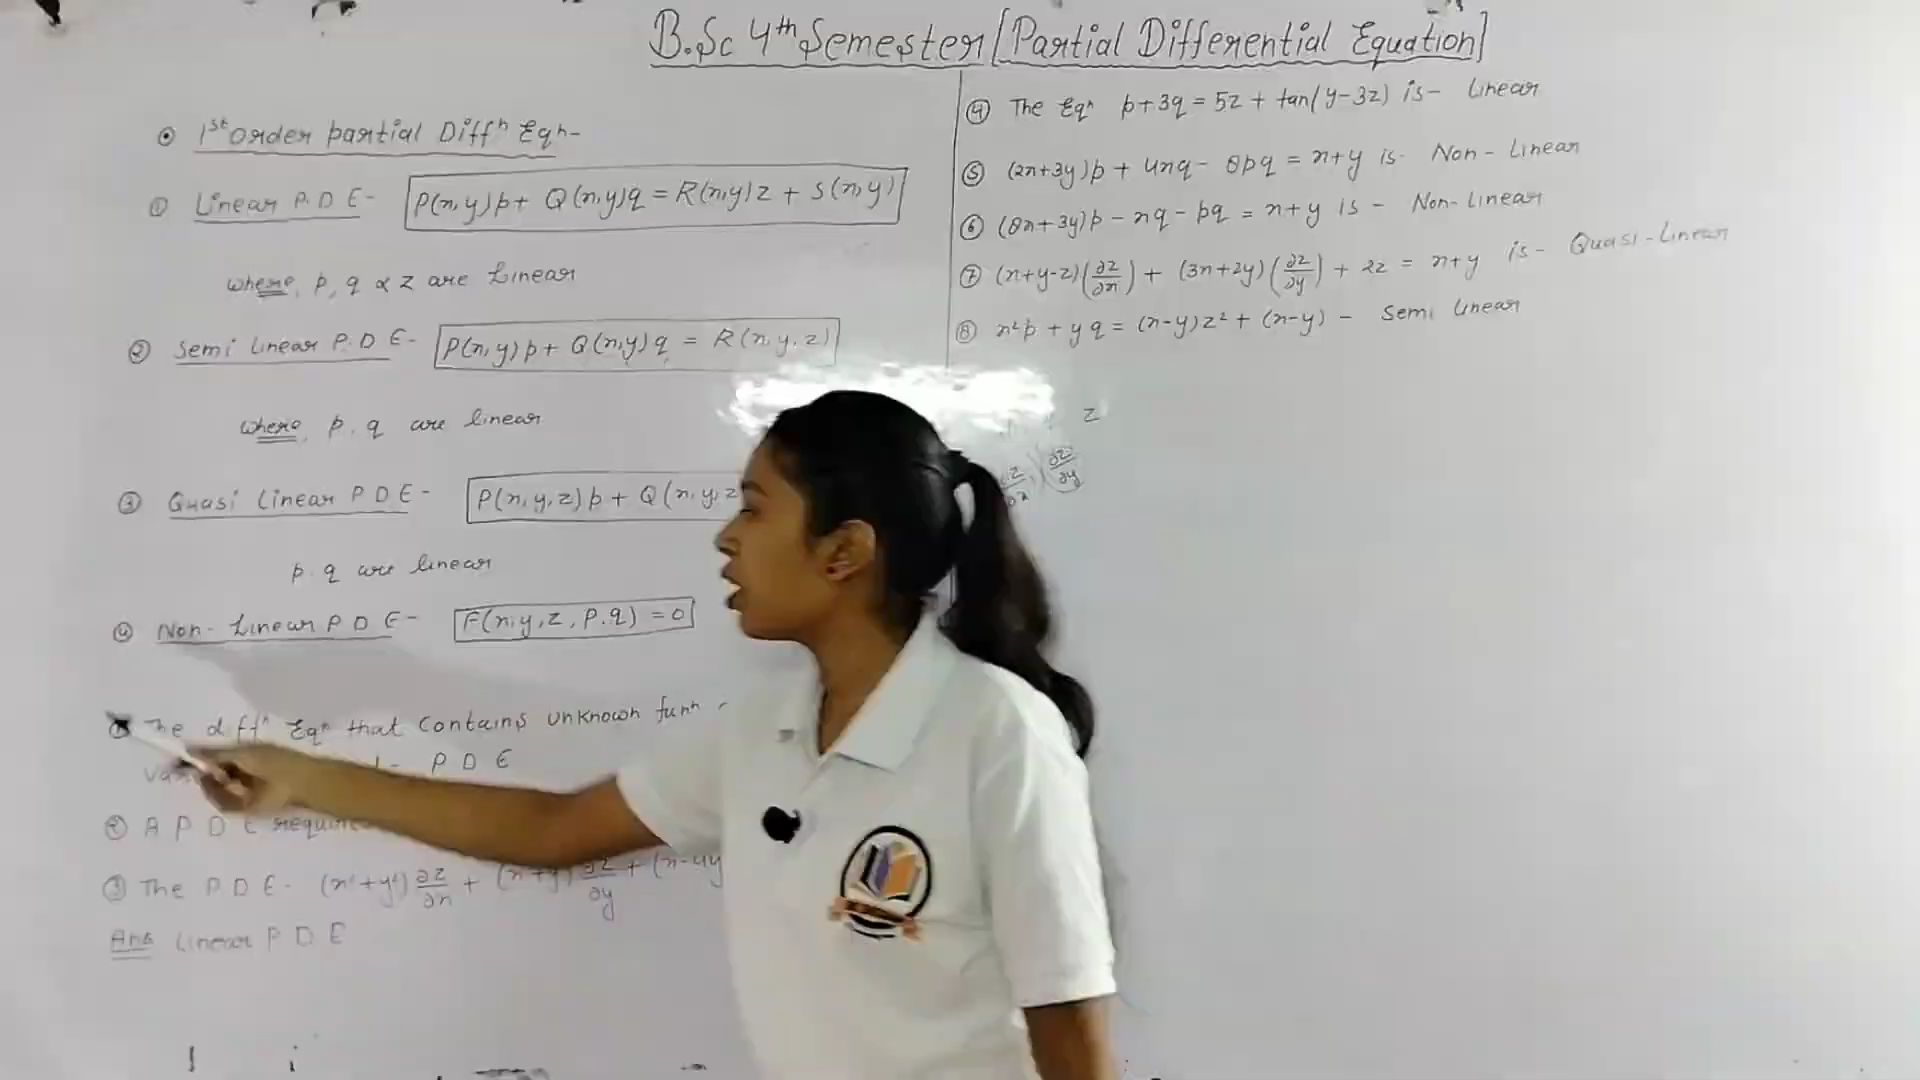 B.Sc 4th Semester [Partial Differential Equation]
⊙ 1st Order partial Diffn Eqn-
① Linear P.D.E- P(x,y)p + Q(x,y)q = R(x,y)z + S(x,y)
where, p, q & z are Linear
② Semi Linear P.D.E- P(x,y)p + Q(x,y)q = R(x,y,z)
where, p, q are linear
③ Quasi Linear P D E - P(x,y,z)p + Q(x,y,z
p. q are linear
④ Non-Linear P D E - F(x,y,z,p.q) = 0
The diffn Eqn that contains unknown funn
P D E
② A P D E
③ The P D E - (x²+y²) ∂z/∂x + (x+y) ∂z/∂y + (x-4y
Ans Linear P D E
④ The Eqn p+3q = 5z + tan(y-3z) is - Linear
⑤ (2x+3y)p + 4xq - 8pq = x+y is - Non-Linear
⑥ (8x+3y)p - xq - pq = x+y is - Non-Linear
⑦ (x+y-z)(∂z/∂x) + (3x+2y)(∂z/∂y) + 2z = x+y is - Quasi-Linear
⑧ x²p + yq = (x-y)z² + (x-y) - Semi Linear
z
(∂z/∂y)